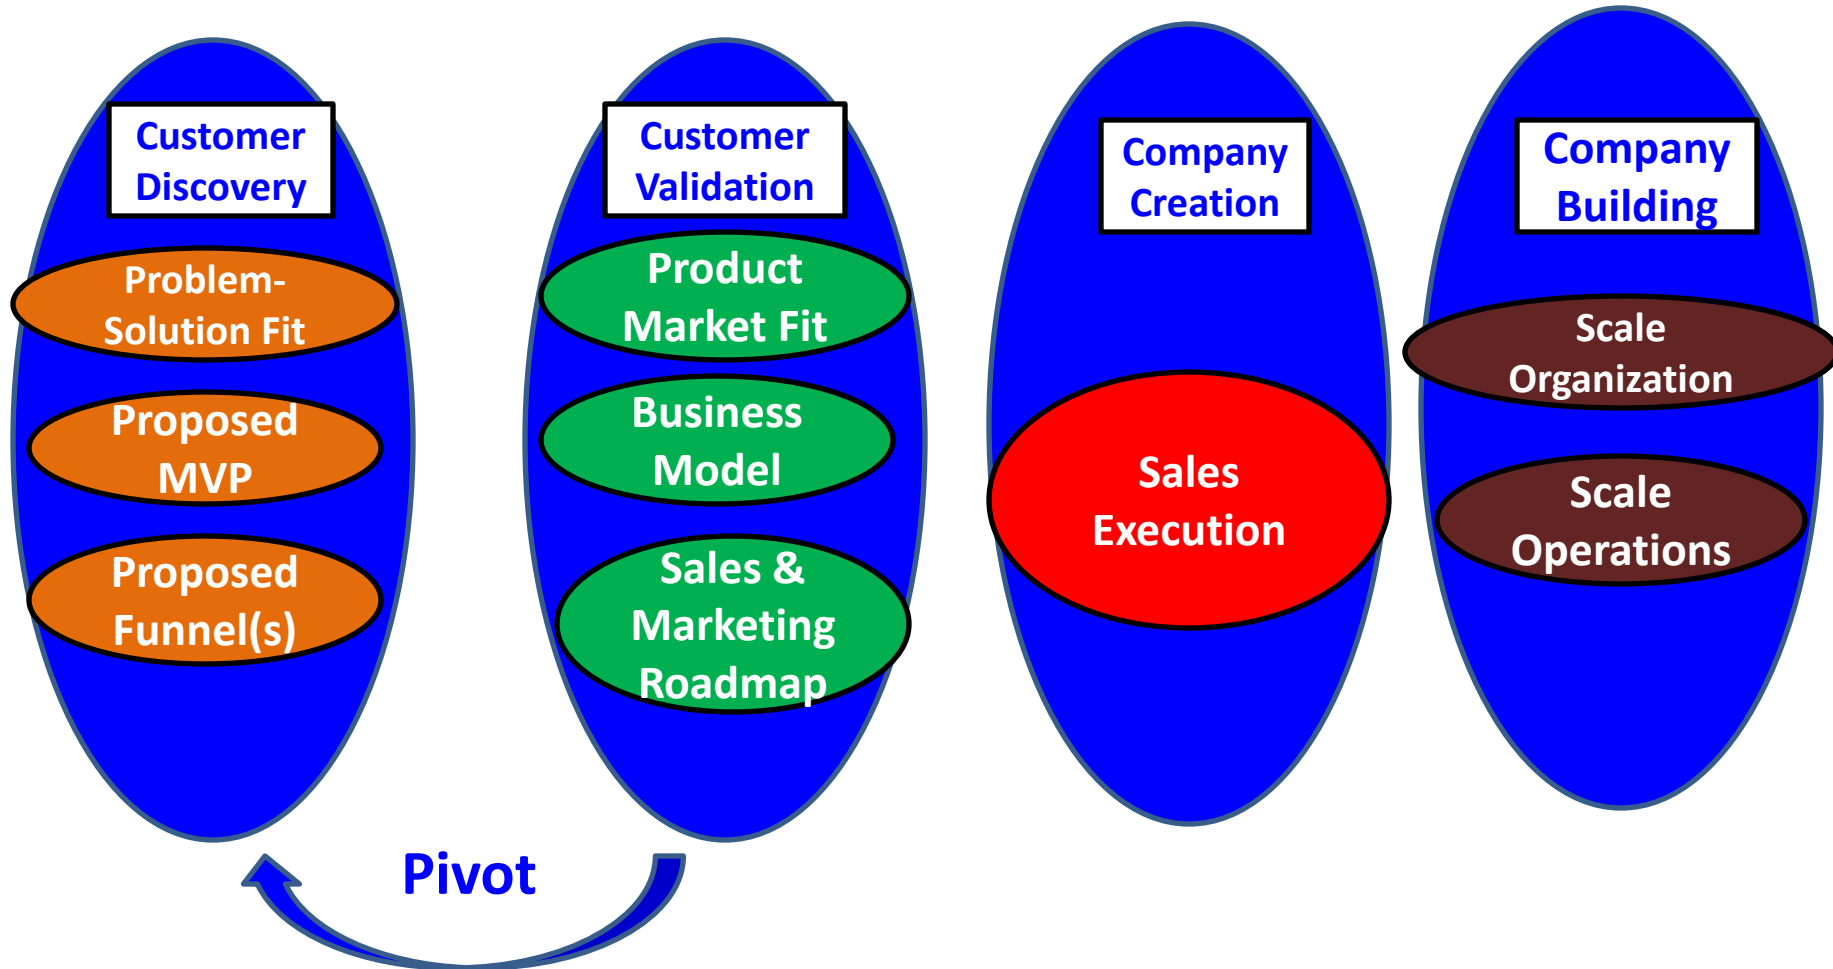 Customer
Discovery
Problem-
Solution Fit
Proposed
MVP
Proposed
Funnel(s)
Customer
Validation
Product
Market Fit
Business
Model
Sales &
Marketing
Roadmap
Company
Creation
Sales
Execution
Company
Building
Scale
Organization
Scale
Operations
Pivot